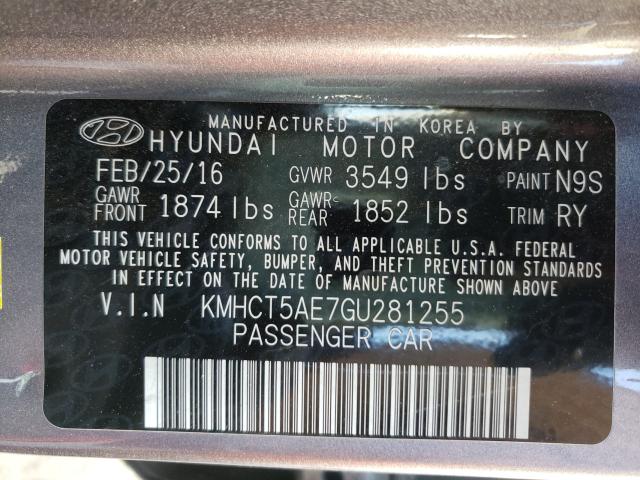 MANUFACTURED IN KOREA BY
HYUNDAI MOTOR COMPANY
FEB/25/16 GVWR 3549 lbs PAINT N9S
GAWR FRONT 1874 lbs GAWR REAR 1852 lbs TRIM RY
THIS VEHICLE CONFORMS TO ALL APPLICABLE U.S.A. FEDERAL
MOTOR VEHICLE SAFETY, BUMPER, AND THEFT PREVENTION STANDARDS
IN EFFECT ON THE DATE OF MANUFACTURE SHOWN ABOVE.
V.I.N KMHCT5AE7GU281255
PASSENGER CAR